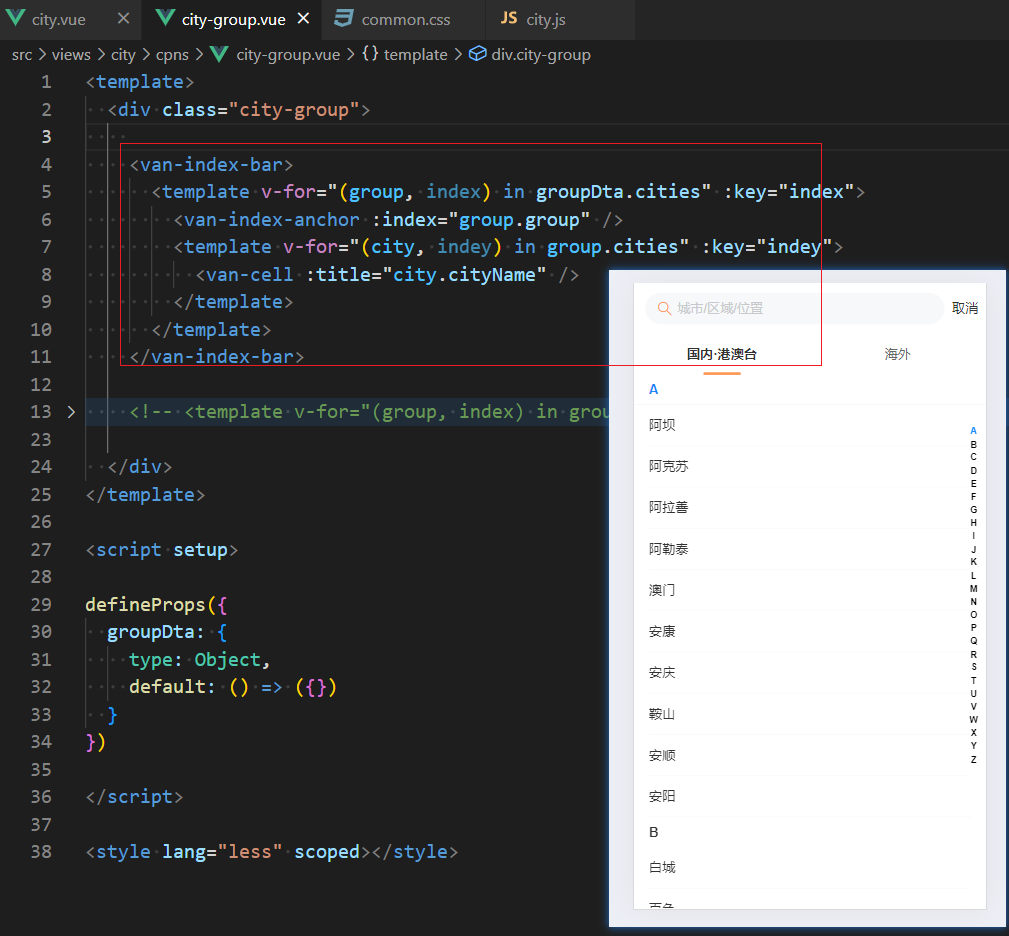 city.vue × city-group.vue × common.css JS city.js
src > views > city > cpns > city-group.vue > {} template > div.city-group
1 <template>
2 <div class="city-group">
3
4 <van-index-bar>
5 <template v-for="(group, index) in groupDta.cities" :key="index">
6 <van-index-anchor :index="group.group" />
7 <template v-for="(city, indey) in group.cities" :key="indey">
8 <van-cell :title="city.cityName" />
9 </template>
10 </template>
11 </van-index-bar>
12
13 > <!-- <template v-for="(group, index) in grou
23
24 </div>
25 </template>
26
27 <script setup>
28
29 defineProps({
30 groupDta: {
31 type: Object,
32 default: () => ({})
33 }
34 })
35
36 </script>
37
38 <style lang="less" scoped></style>
城市/区域/位置 取消
国内·港澳台 海外
A
阿坝
阿克苏
阿拉善
阿勒泰
澳门
安康
安庆
鞍山
安顺
安阳
B
白城
A
B
C
D
E
F
G
H
I
J
K
L
M
N
O
P
Q
R
S
T
U
V
W
X
Y
Z